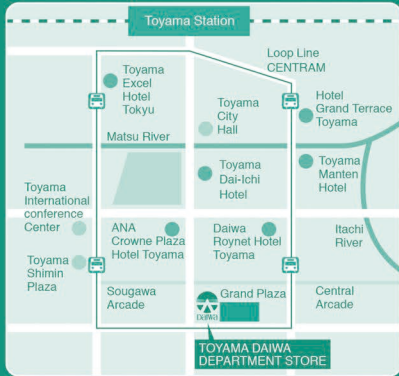 Toyama Station
Loop Line
CENTRAM
Toyama
Excel
Hotel
Tokyu
Toyama
City
Hall
Hotel
Grand Terrace
Toyama
Matsu River
Toyama
Dai-Ichi
Hotel
Toyama
Manten
Hotel
Toyama
International
conference
Center
ANA
Crowne Plaza
Hotel Toyama
Daiwa
Roynet Hotel
Toyama
Itachi
River
Toyama
Shimin
Plaza
Sougawa
Arcade
DAIWA
Grand Plaza
Central
Arcade
TOYAMA DAIWA
DEPARTMENT STORE